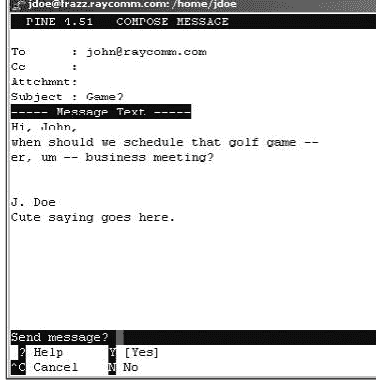 jdoe@frazz.raycomm.com: /home/jdoe
PINE 4.51   COMPOSE MESSAGE
To      : john@raycomm.com
Cc      :
Attchmnt:
Subject : Game?
----- Message Text -----
Hi, John,
when should we schedule that golf game --
er, um -- business meeting?
J. Doe
Cute saying goes here.
Send message?
? Help       Y [Yes]
^C Cancel    N No